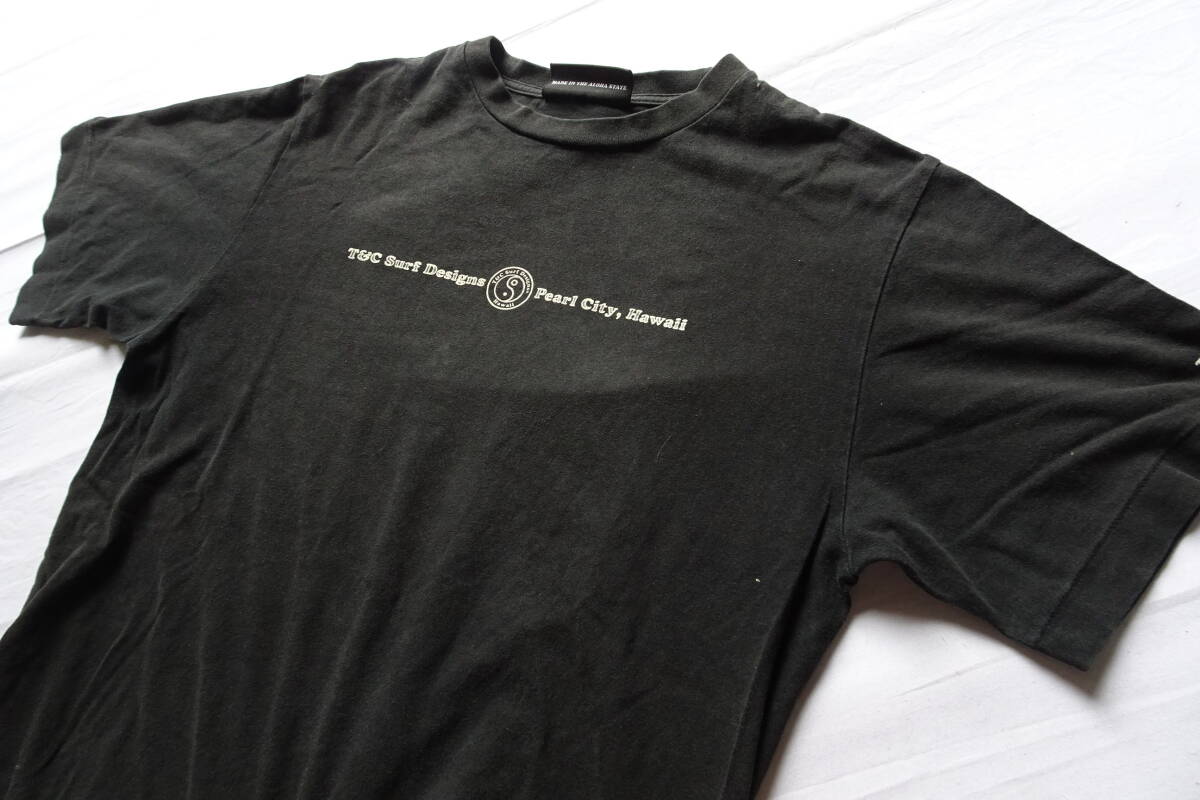 MADE IN THE ALOHA STATE
T&C Surf Designs
T&C Surf Designs
Hawaii
Pearl City, Hawaii